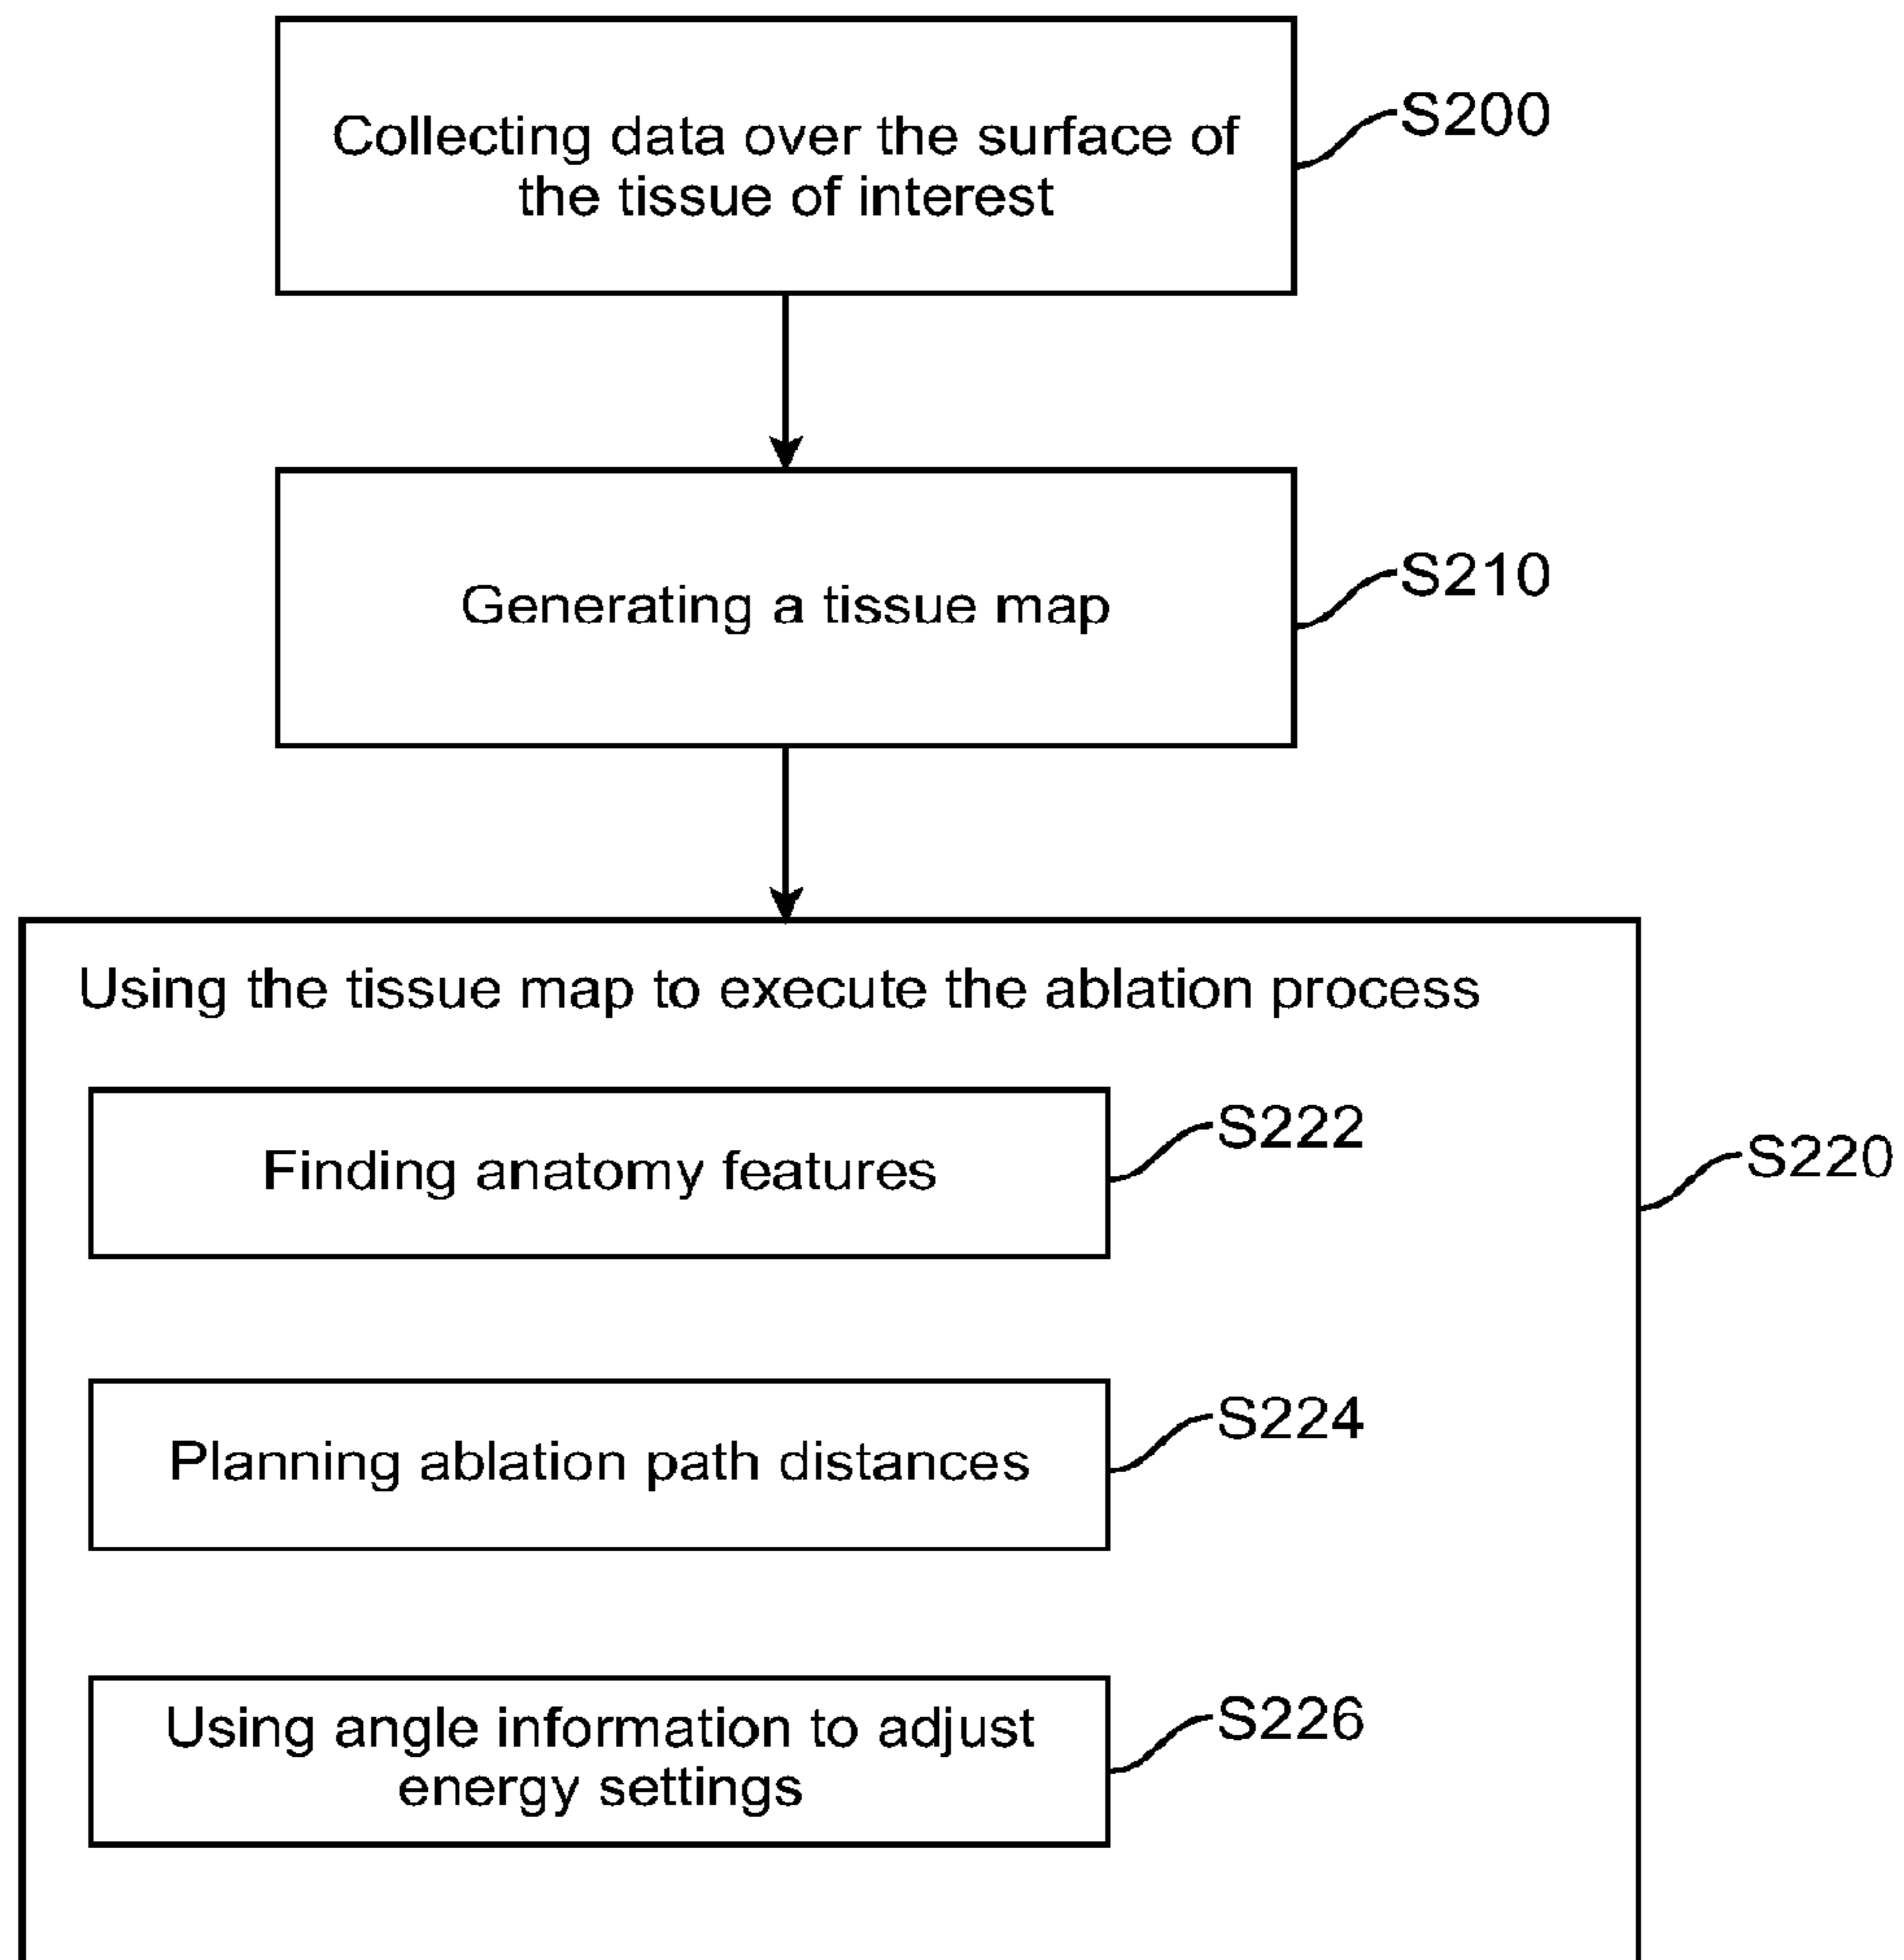 Collecting data over the surface of
the tissue of interest
S200
Generating a tissue map
S210
Using the tissue map to execute the ablation process
S220
Finding anatomy features
S222
Planning ablation path distances
S224
Using angle information to adjust
energy settings
S226